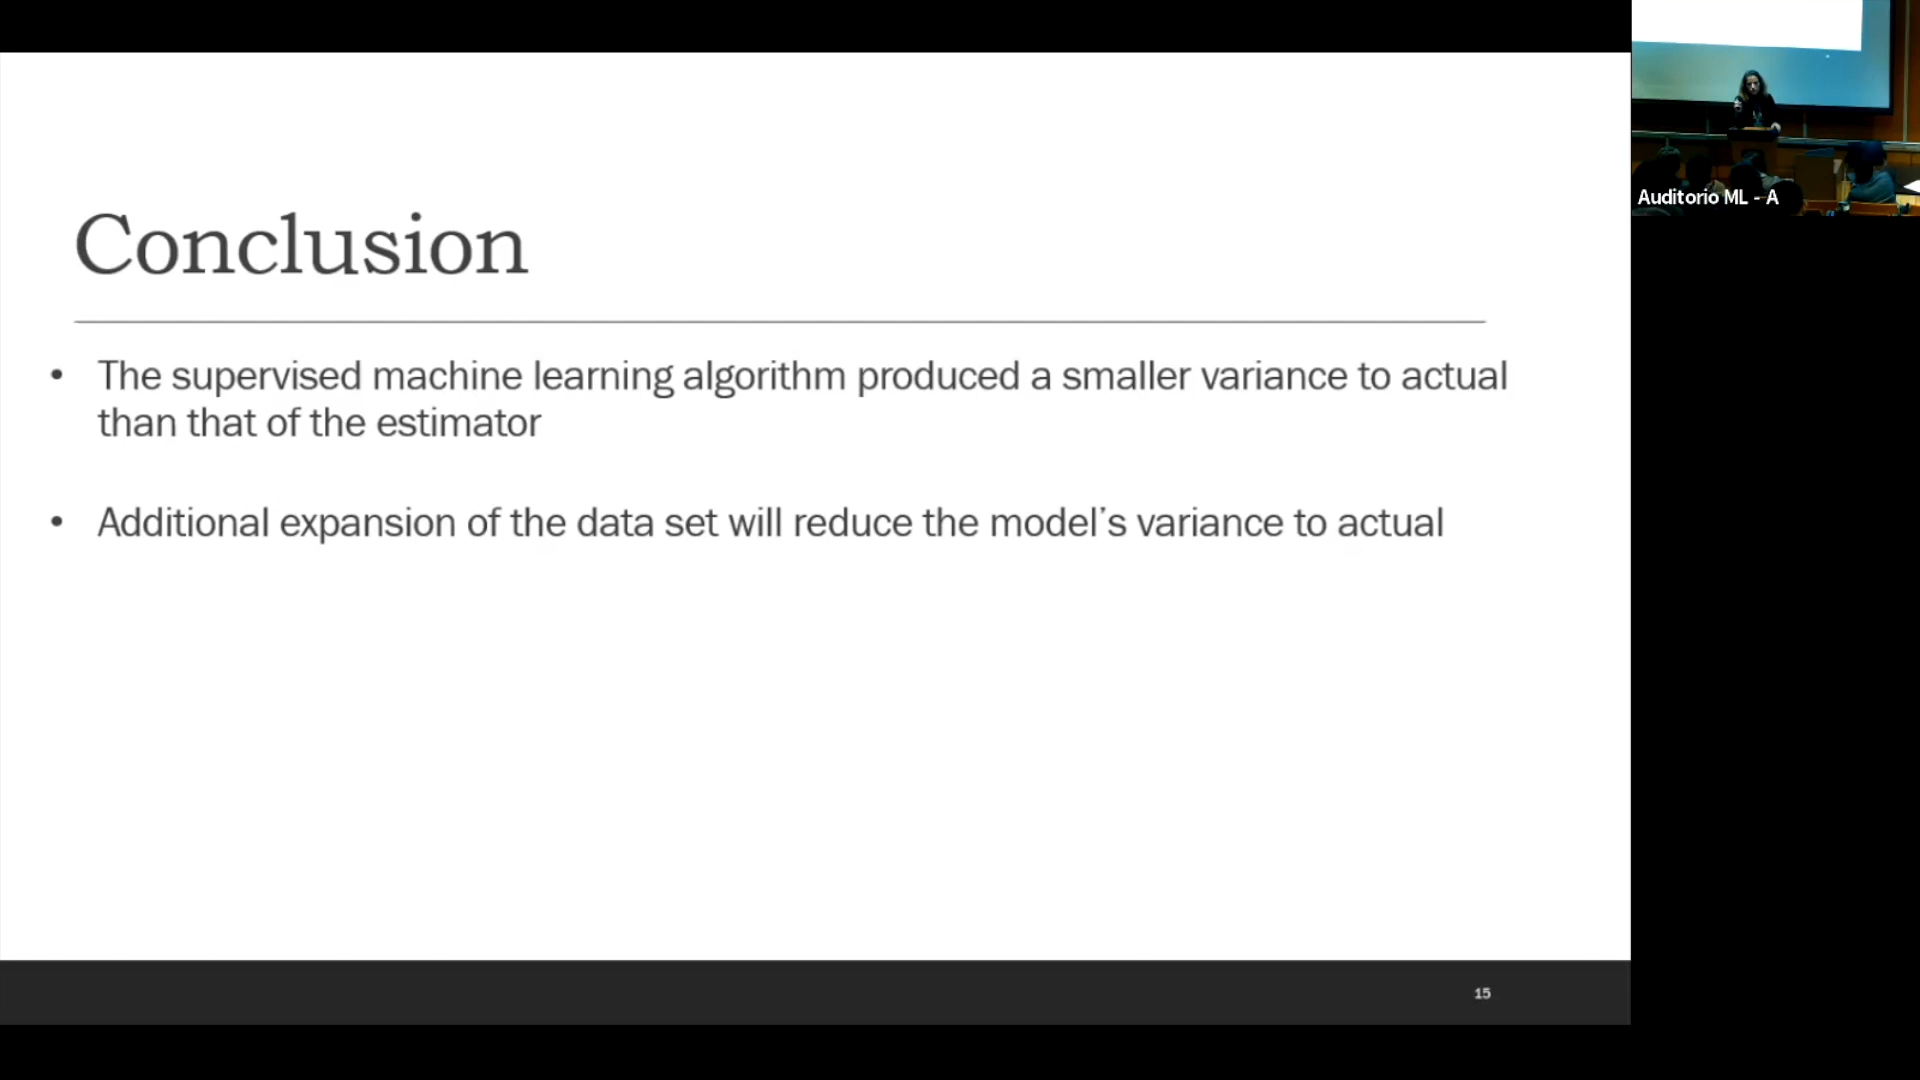 Conclusion
• The supervised machine learning algorithm produced a smaller variance to actual
than that of the estimator
• Additional expansion of the data set will reduce the model's variance to actual
15
Auditorio ML - A